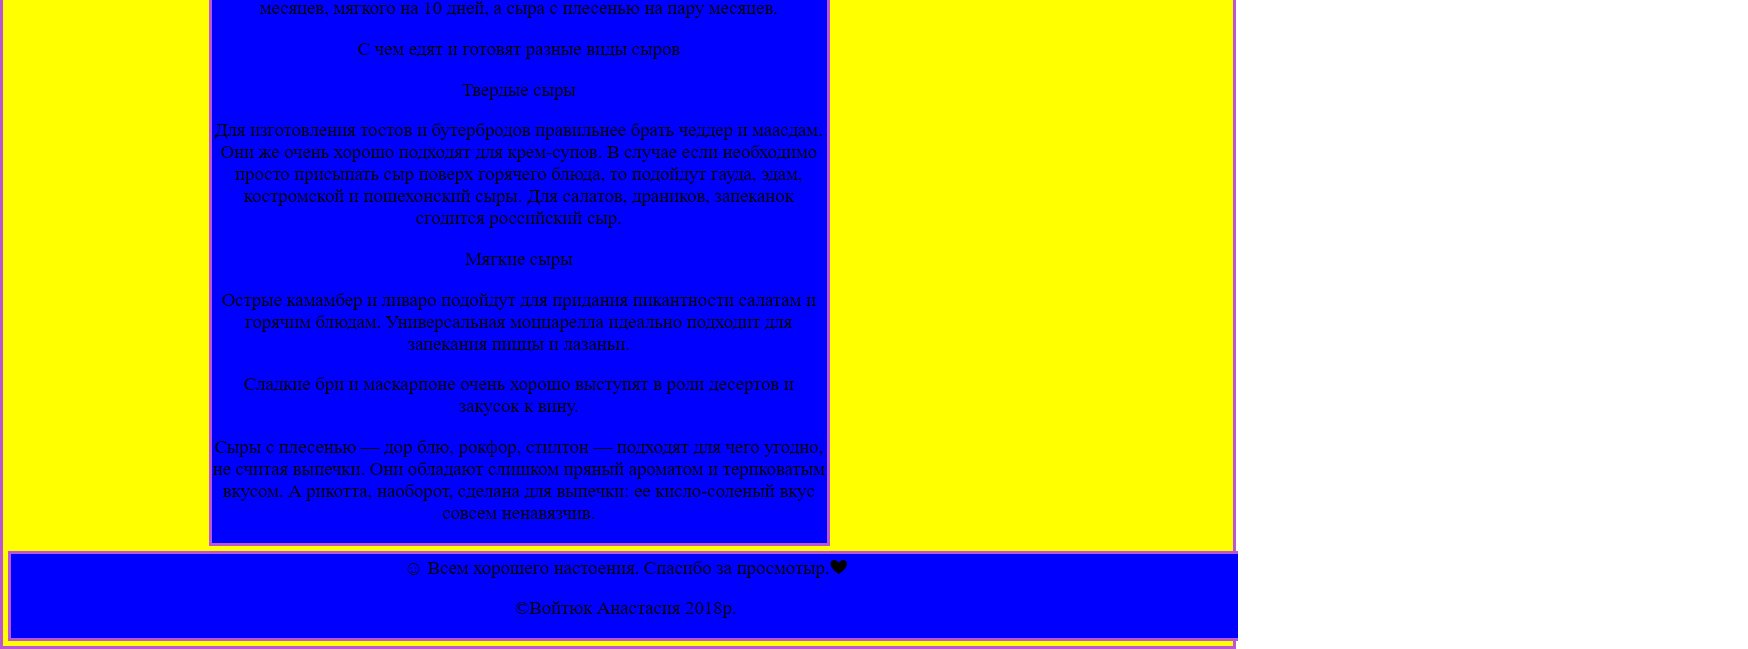 месяцев, мягкого на 10 дней, а сыра с плесенью на пару месяцев.
С чем едят и готовят разные виды сыров
Твердые сыры
Для изготовления тостов и бутербродов правильнее брать чеддер и маасдам.
Они же очень хорошо подходят для крем-супов. В случае если необходимо
просто присыпать сыр поверх горячего блюда, то подойдут гауда, эдам,
костромской и пошехонский сыры. Для салатов, драников, запеканок
сгодится российский сыр.
Мягкие сыры
Острые камамбер и ливаро подойдут для придания пикантности салатам и
горячим блюдам. Универсальная моццарелла идеально подходит для
запекания пиццы и лазаньи.
Сладкие бри и маскарпоне очень хорошо выступят в роли десертов и
закусок к вину.
Сыры с плесенью — дор блю, рокфор, стилтон — подходят для чего угодно,
не считая выпечки. Они обладают слишком пряный ароматом и терпковатым
вкусом. А рикотта, наоборот, сделана для выпечки: ее кисло-соленый вкус
совсем ненавязчив.
☺ Всем хорошего настоения. Спасибо за просмотыр.♥
©Войтюк Анастасия 2018р.